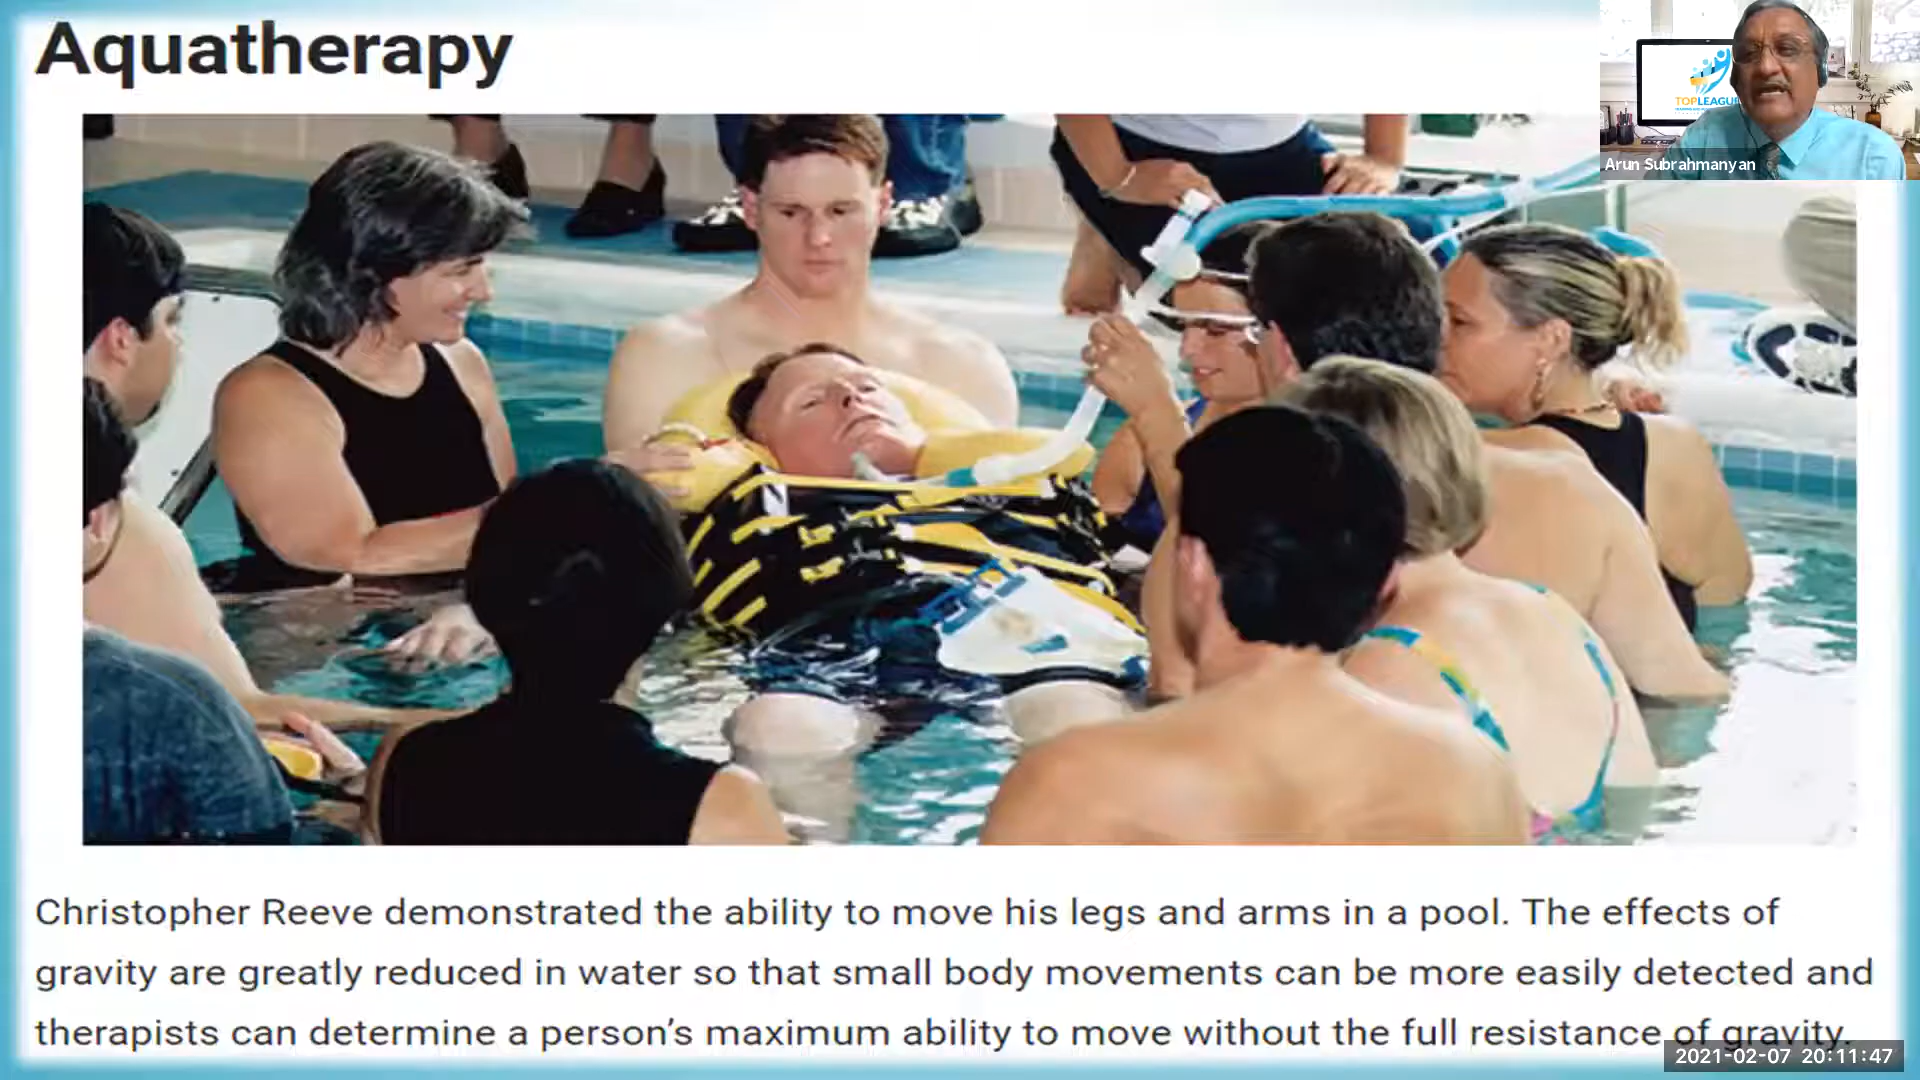 Aquatherapy
TOPLEAGUE
Arun Subrahmanyan
Christopher Reeve demonstrated the ability to move his legs and arms in a pool. The effects of
gravity are greatly reduced in water so that small body movements can be more easily detected and
therapists can determine a person’s maximum ability to move without the full resistance of gravity.
2021-02-07 20:11:47